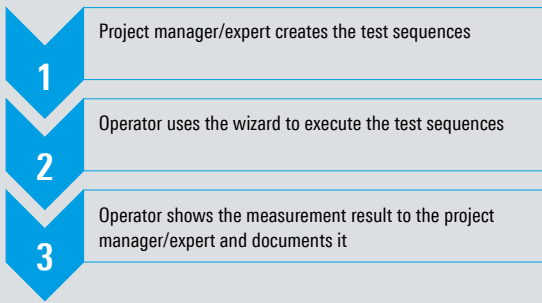 Project manager/expert creates the test sequences
1
Operator uses the wizard to execute the test sequences
2
Operator shows the measurement result to the project
manager/expert and documents it
3